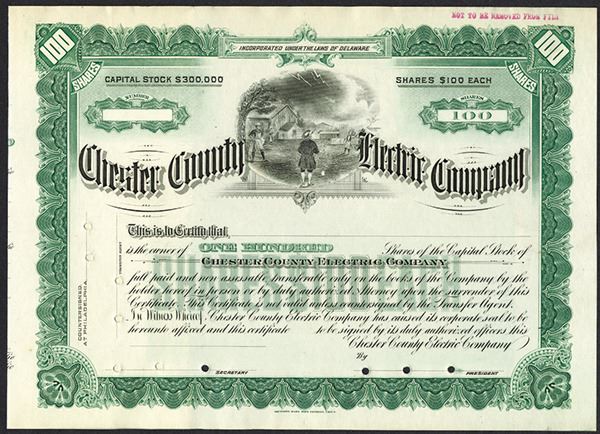 NOT TO BE REMOVED FROM FILE
100 100
INCORPORATED UNDER THE LAWS OF DELAWARE
SHARES SHARES
CAPITAL STOCK $300,000 SHARES $100 EACH
NUMBER SHARES
100
Chester County Electric Company
This is to Certify that
is the owner of ONE HUNDRED Shares of the Capital Stock of
CHESTER COUNTY ELECTRIC COMPANY
full paid and non assessable transferable only on the books of the Company by the
holder hereof in person or by duly authorized Attorney upon the surrender of this
Certificate. This Certificate is not valid unless countersigned by the Transfer Agent.
In Witness Whereof, Chester County Electric Company has caused its corporate seal to be
hereunto affixed and this certificate to be signed by its duly authorized officers this
Chester County Electric Company
By
SECRETARY PRESIDENT
COUNTERSIGNED
AT PHILADELPHIA
TRANSFER AGENT
100 100